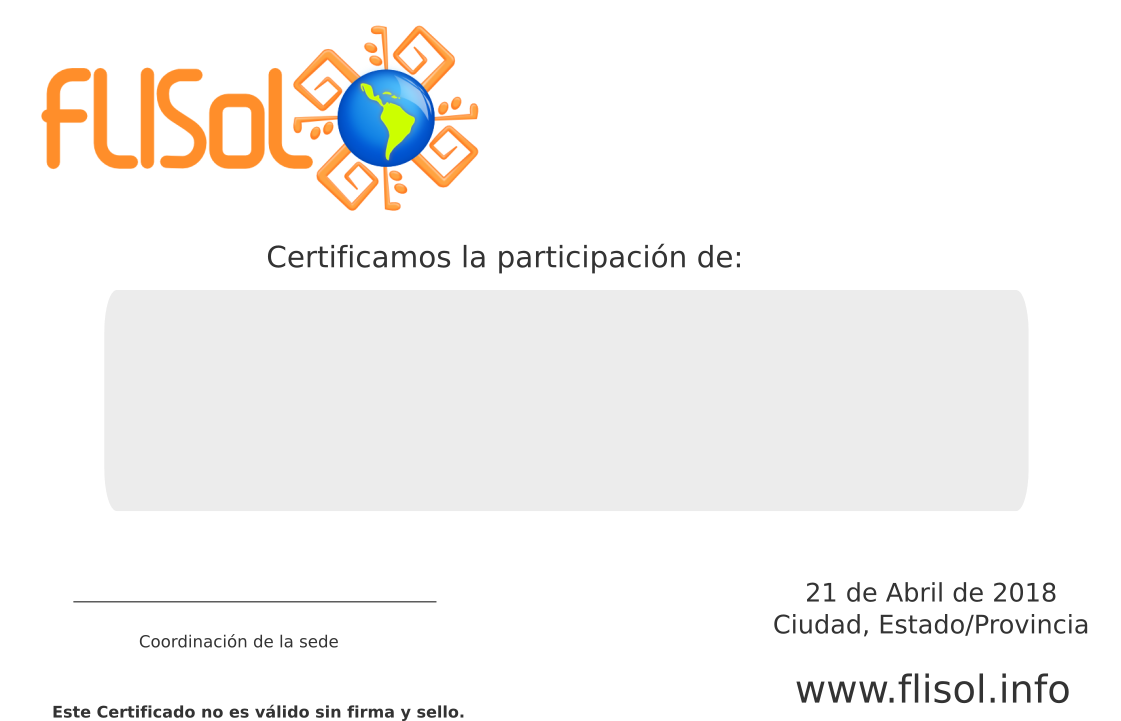 FLISoL
Certificamos la participación de:
21 de Abril de 2018
Ciudad, Estado/Provincia
Coordinación de la sede
www.flisol.info
Este Certificado no es válido sin firma y sello.